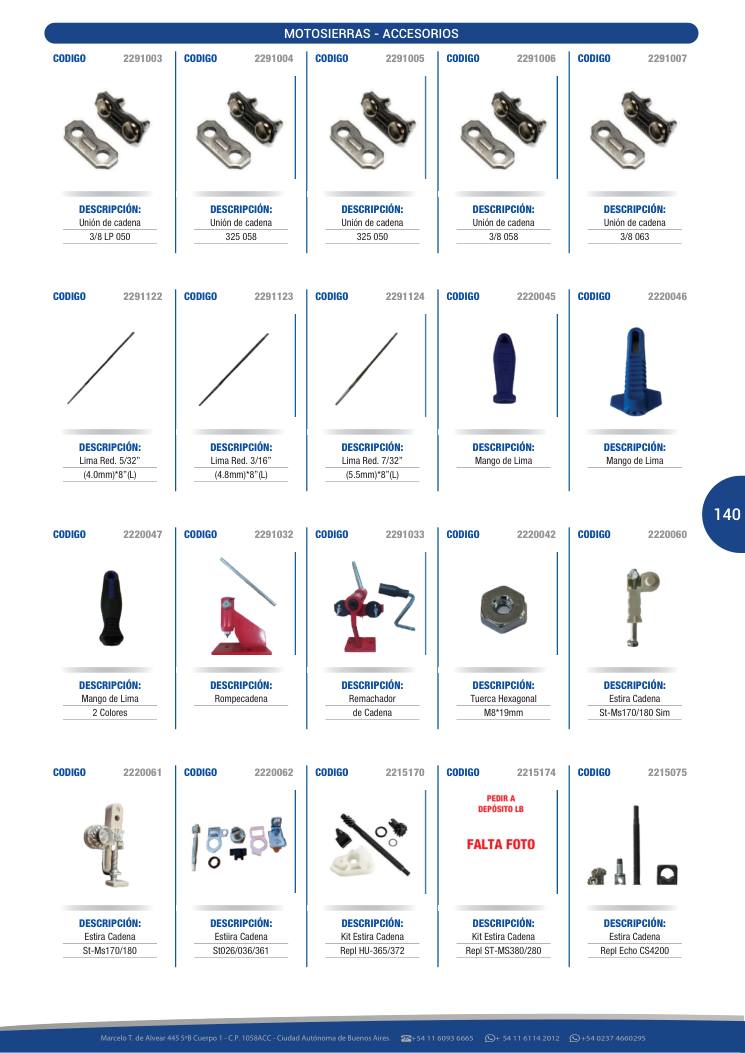 MOTOSIERRAS - ACCESORIOS
CODIGO 2291003
DESCRIPCIÓN:
Unión de cadena
3/8 LP 050
CODIGO 2291004
DESCRIPCIÓN:
Unión de cadena
325 058
CODIGO 2291005
DESCRIPCIÓN:
Unión de cadena
325 050
CODIGO 2291006
DESCRIPCIÓN:
Unión de cadena
3/8 058
CODIGO 2291007
DESCRIPCIÓN:
Unión de cadena
3/8 063
CODIGO 2291122
DESCRIPCIÓN:
Lima Red. 5/32”
(4.0mm)*8”(L)
CODIGO 2291123
DESCRIPCIÓN:
Lima Red. 3/16”
(4.8mm)*8”(L)
CODIGO 2291124
DESCRIPCIÓN:
Lima Red. 7/32”
(5.5mm)*8”(L)
CODIGO 2220045
DESCRIPCIÓN:
Mango de Lima
CODIGO 2220046
DESCRIPCIÓN:
Mango de Lima
140
CODIGO 2220047
DESCRIPCIÓN:
Mango de Lima
2 Colores
CODIGO 2291032
DESCRIPCIÓN:
Rompecadena
CODIGO 2291033
DESCRIPCIÓN:
Remachador
de Cadena
CODIGO 2220042
DESCRIPCIÓN:
Tuerca Hexagonal
M8*19mm
CODIGO 2220060
DESCRIPCIÓN:
Estira Cadena
St-Ms170/180 Sim
CODIGO 2220061
DESCRIPCIÓN:
Estira Cadena
St-Ms170/180
CODIGO 2220062
DESCRIPCIÓN:
Estiira Cadena
St026/036/361
CODIGO 2215170
DESCRIPCIÓN:
Kit Estira Cadena
Repl HU-365/372
CODIGO 2215174
PEDIR A
DEPÓSITO LB
FALTA FOTO
DESCRIPCIÓN:
Kit Estira Cadena
Repl ST-MS380/280
CODIGO 2215075
DESCRIPCIÓN:
Estira Cadena
Repl Echo CS4200
Marcelo T. de Alvear 445 5ªB Cuerpo 1 - C.P. 1058ACC - Ciudad Autónoma de Buenos Aires. +54 11 6093 6665 + 54 11 6114 2012 +54 0237 4660295